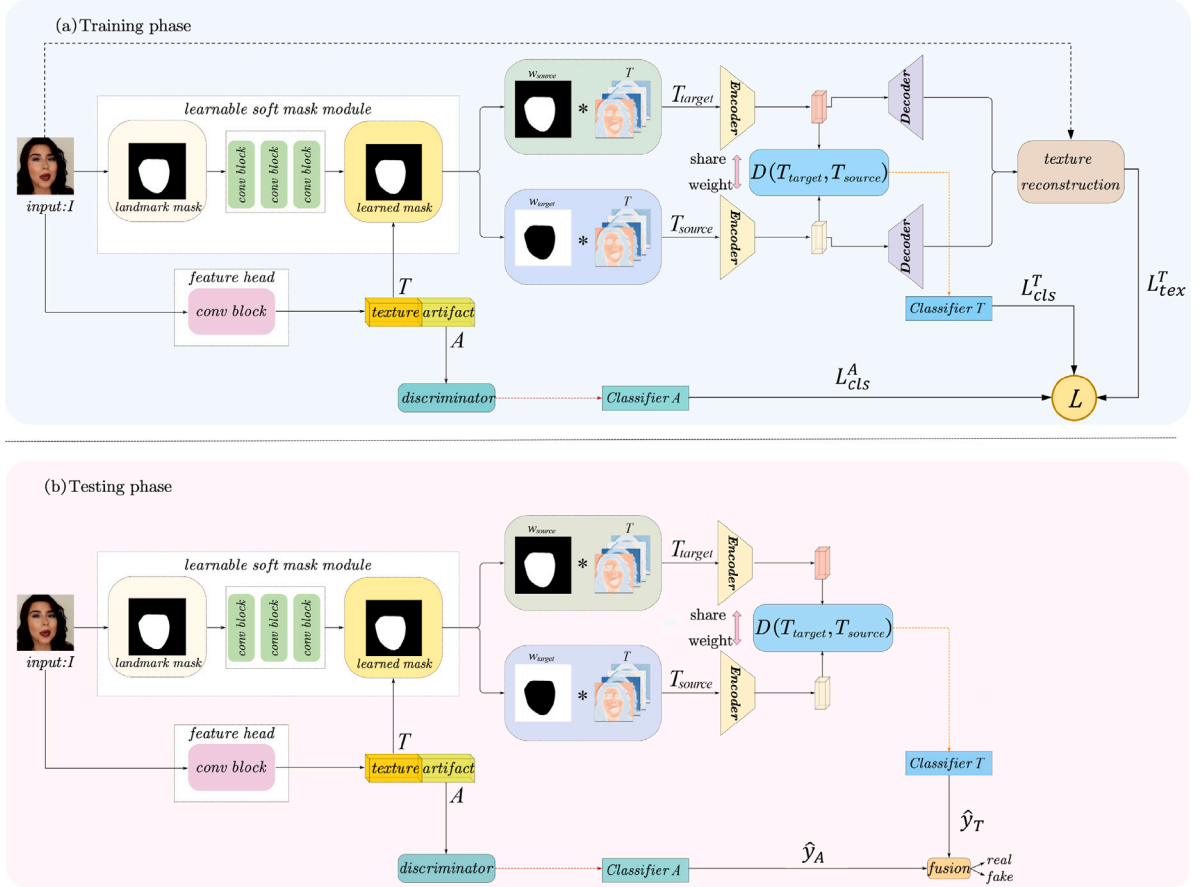 (a)Training phase
learnable soft mask module
input:I
landmark mask
conv block
conv block
conv block
learned mask
w_source
T
*
T_target
Encoder
Decoder
share
weight
D(T_target,T_source)
texture
reconstruction
w_target
T
*
T_source
Encoder
Decoder
feature head
conv block
T
texture
artifact
A
Classifier T
L^T_cls
L^T_tex
discriminator
Classifier A
L^A_cls
L
(b)Testing phase
learnable soft mask module
input:I
landmark mask
conv block
conv block
conv block
learned mask
w_source
T
*
T_target
Encoder
share
weight
D(T_target,T_source)
w_target
T
*
T_source
Encoder
feature head
conv block
T
texture
artifact
A
Classifier T
ŷ_T
discriminator
Classifier A
ŷ_A
fusion
real
fake